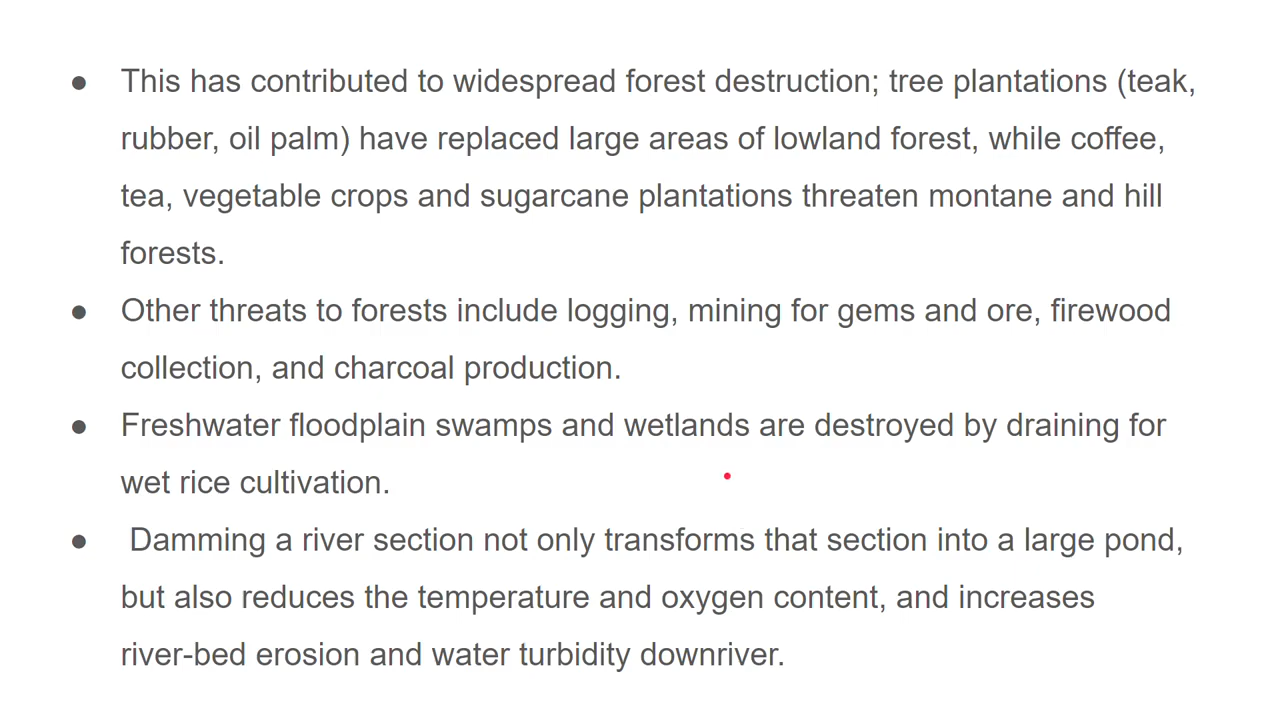 ● This has contributed to widespread forest destruction; tree plantations (teak,
rubber, oil palm) have replaced large areas of lowland forest, while coffee,
tea, vegetable crops and sugarcane plantations threaten montane and hill
forests.
● Other threats to forests include logging, mining for gems and ore, firewood
collection, and charcoal production.
● Freshwater floodplain swamps and wetlands are destroyed by draining for
wet rice cultivation.
● Damming a river section not only transforms that section into a large pond,
but also reduces the temperature and oxygen content, and increases
river-bed erosion and water turbidity downriver.